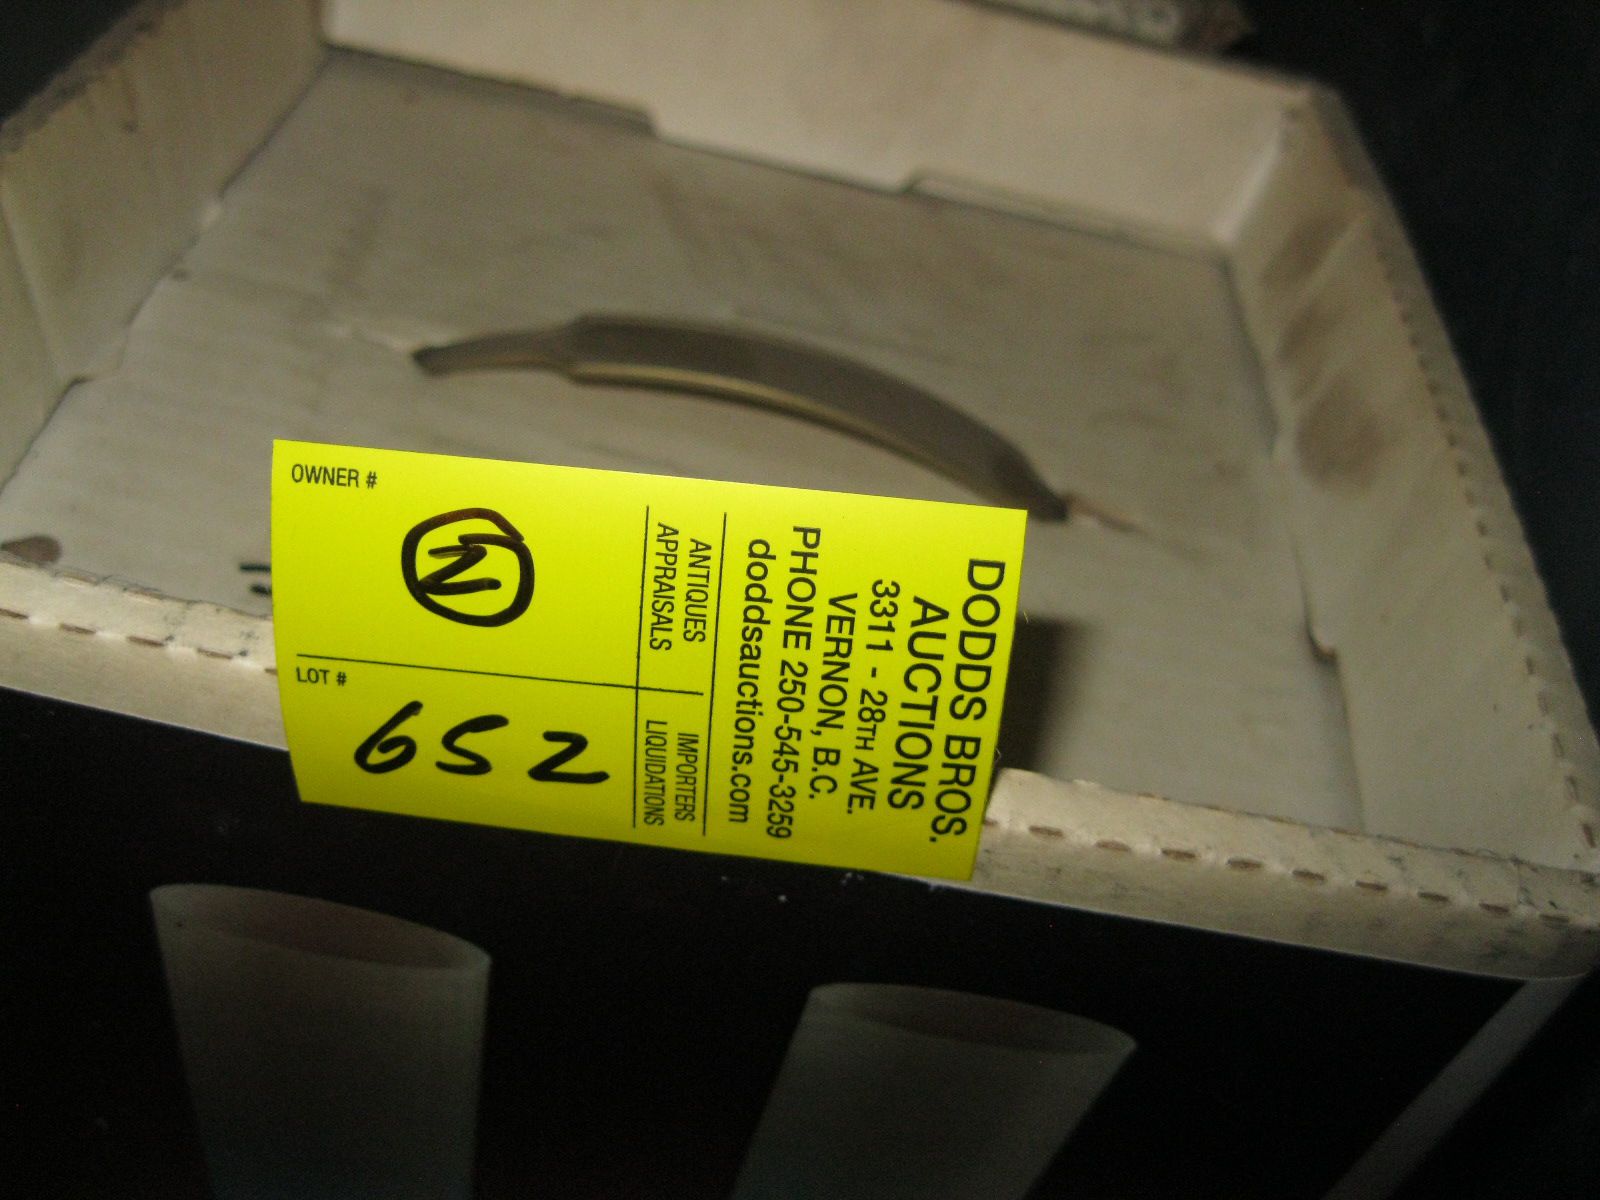 DODDS BROS.
AUCTIONS
3311 - 28TH AVE.
VERNON, B.C.
PHONE 250-545-3259
doddsauctions.com
ANTIQUES
APPRAISALS
IMPORTERS
LIQUIDATIONS
OWNER #
N
LOT #
652